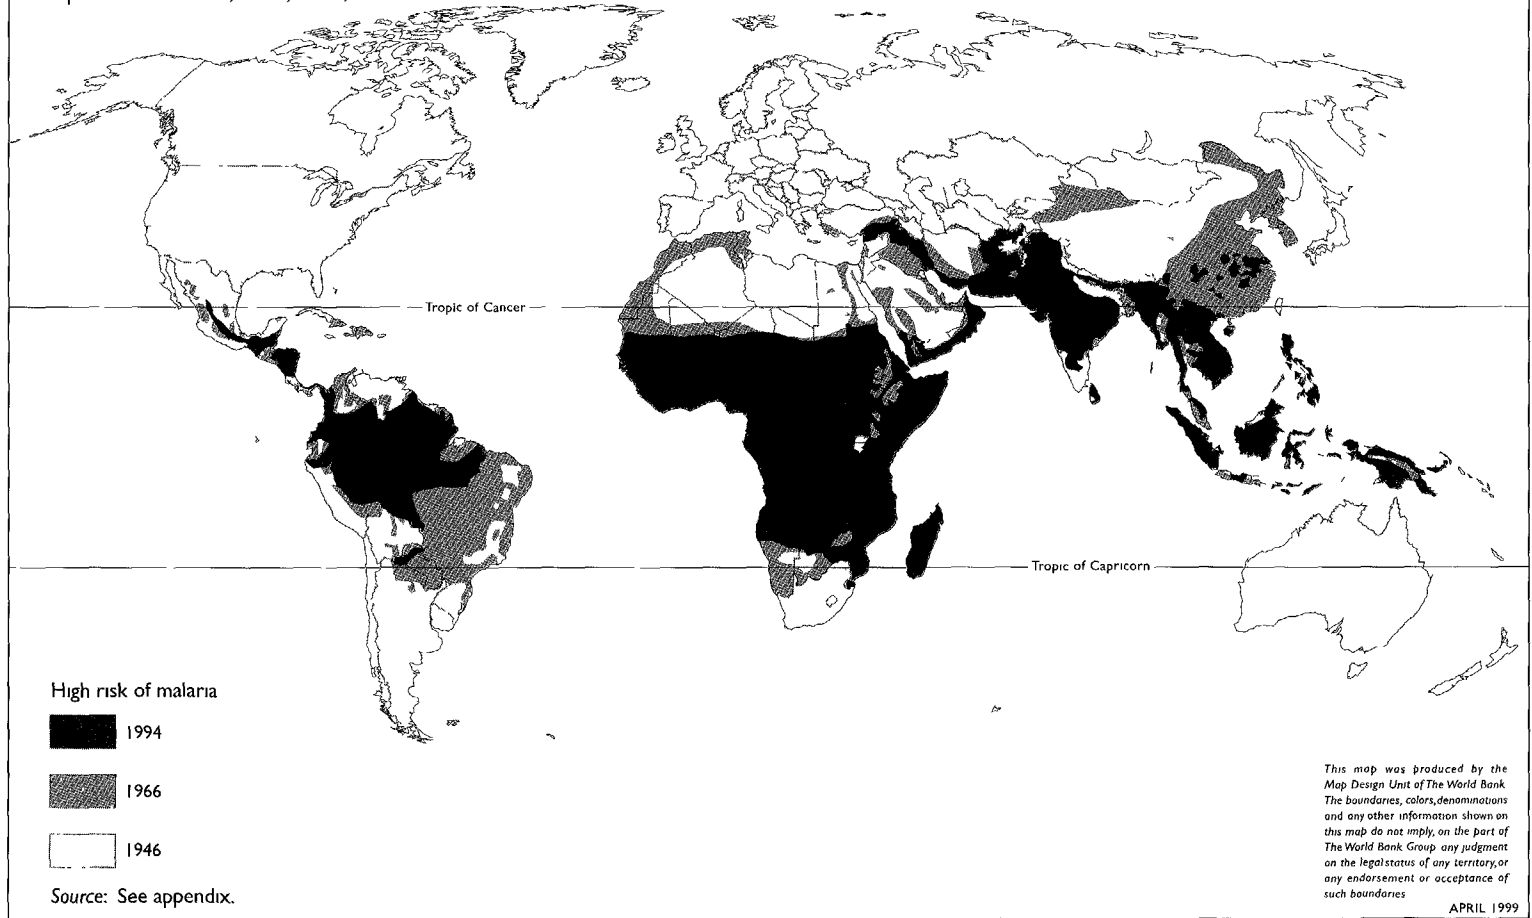 Tropic of Cancer
Tropic of Capricorn
High risk of malaria
1994
1966
1946
Source: See appendix.
This map was produced by the
Map Design Unit of The World Bank
The boundaries, colors, denominations
and any other information shown on
this map do not imply, on the part of
The World Bank Group any judgment
on the legal status of any territory, or
any endorsement or acceptance of
such boundaries
APRIL 1999